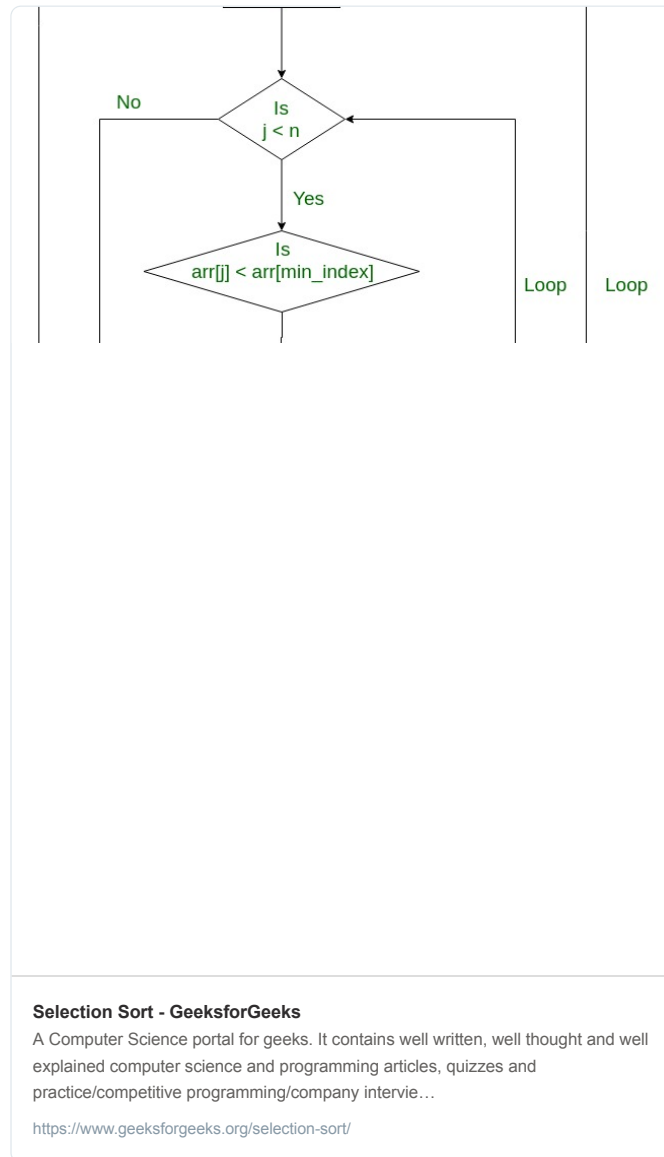 No
Is
j < n
Yes
Is
arr[j] < arr[min_index]
Loop
Loop
Selection Sort - GeeksforGeeks
A Computer Science portal for geeks. It contains well written, well thought and well
explained computer science and programming articles, quizzes and
practice/competitive programming/company intervie…
https://www.geeksforgeeks.org/selection-sort/